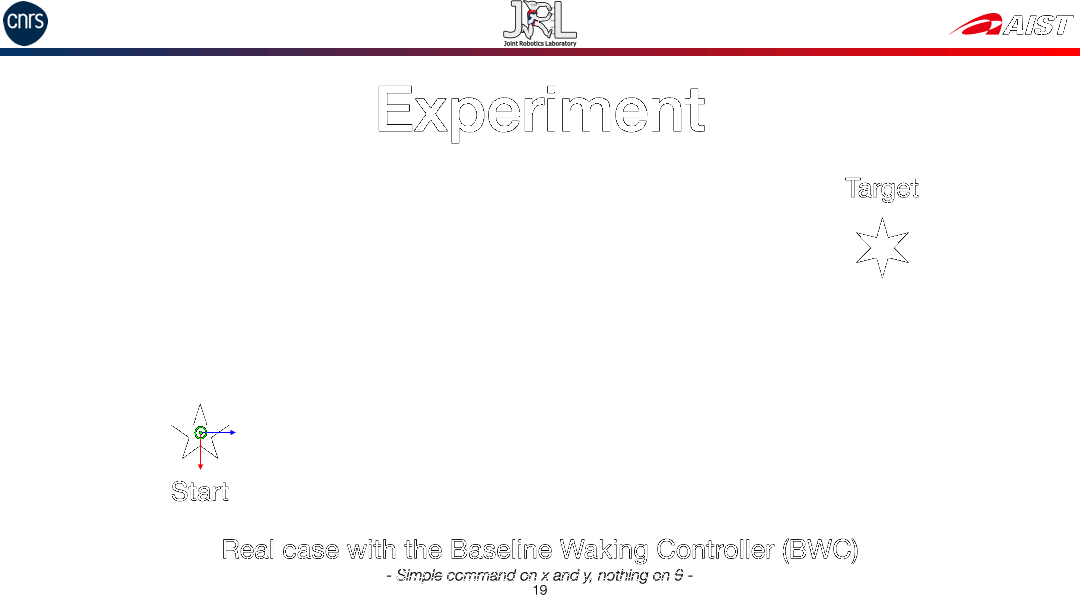 cnrs
JRL
Joint Robotics Laboratory
AIST
Experiment
Target
Start
Real case with the Baseline Waking Controller (BWC)
- Simple command on x and y, nothing on θ -
19